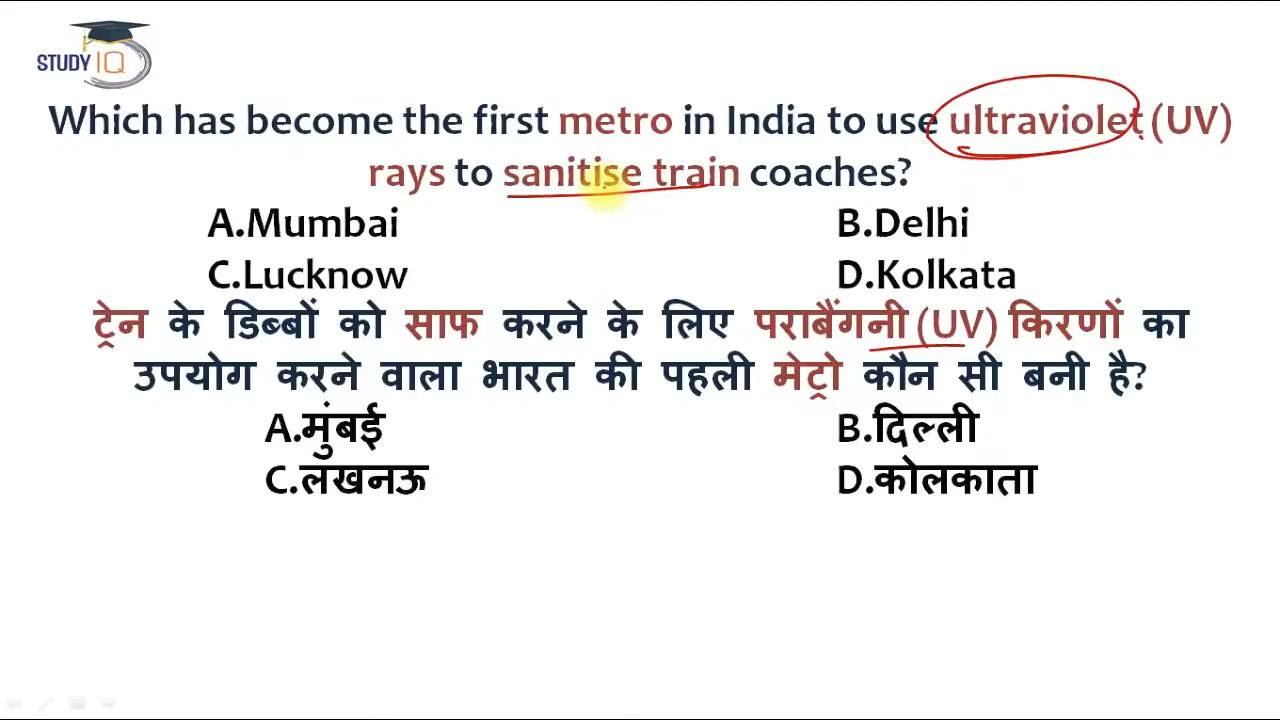 STUDY IQ
Which has become the first metro in India to use ultraviolet (UV)
rays to sanitise train coaches?
A.Mumbai B.Delhi
C.Lucknow D.Kolkata
ट्रेन के डिब्बों को साफ करने के लिए पराबैंगनी (UV) किरणों का
उपयोग करने वाला भारत की पहली मेट्रो कौन सी बनी है?
A.मुंबई B.दिल्ली
C.लखनऊ D.कोलकाता